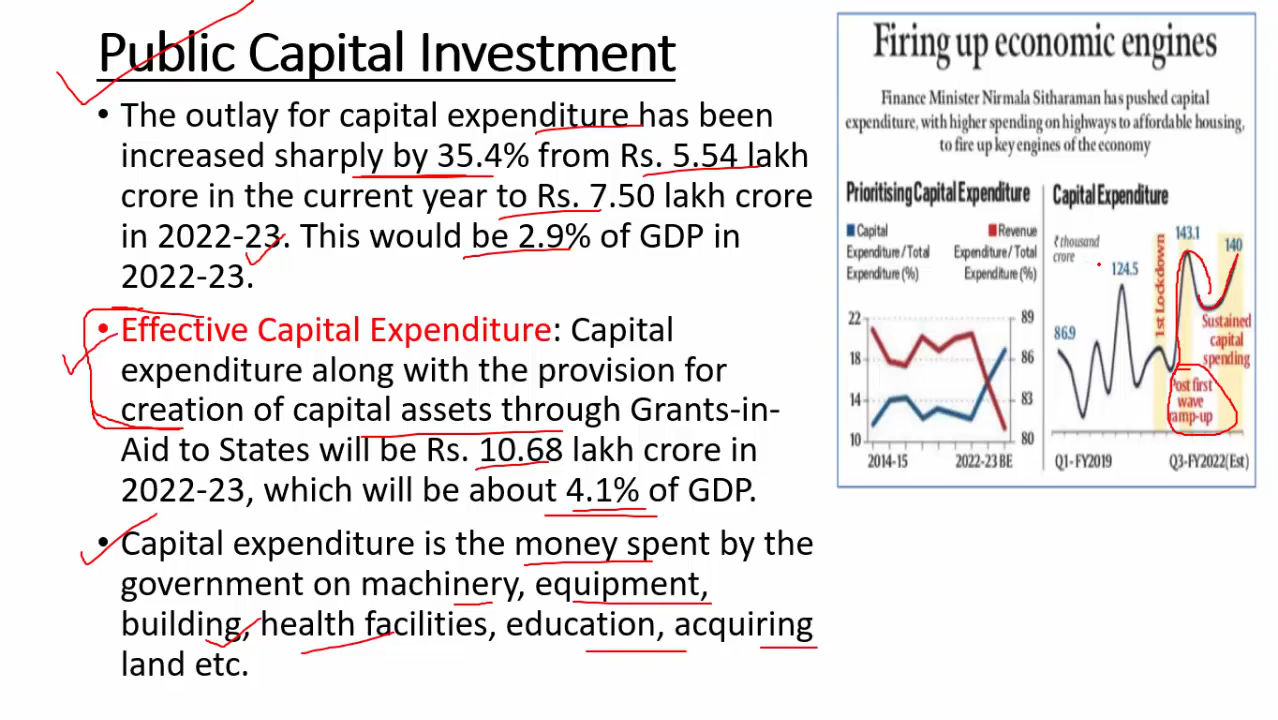 Public Capital Investment
• The outlay for capital expenditure has been
increased sharply by 35.4% from Rs. 5.54 lakh
crore in the current year to Rs. 7.50 lakh crore
in 2022-23. This would be 2.9% of GDP in
2022-23.
• Effective Capital Expenditure: Capital
expenditure along with the provision for
creation of capital assets through Grants-in-
Aid to States will be Rs. 10.68 lakh crore in
2022-23, which will be about 4.1% of GDP.
• Capital expenditure is the money spent by the
government on machinery, equipment,
building, health facilities, education, acquiring
land etc.
Firing up economic engines
Finance Minister Nirmala Sitharaman has pushed capital
expenditure, with higher spending on highways to affordable housing,
to fire up key engines of the economy
Prioritising Capital Expenditure
Capital
Expenditure/Total
Expenditure (%)
Revenue
Expenditure/Total
Expenditure (%)
22
18
14
10
89
86
83
80
2014-15
2022-23 BE
Capital Expenditure
₹ thousand
crore
86.9
124.5
1st Lockdown
143.1
140
Sustained
capital
spending
Post first
wave
ramp-up
Q1-FY2019
Q3-FY2022(Est)